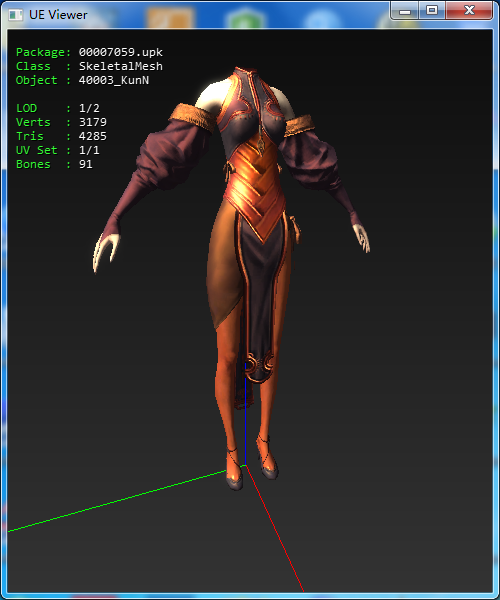 UE Viewer
Package: 00007059.upk
Class  : SkeletalMesh
Object : 40003_KunN
LOD    : 1/2
Verts  : 3179
Tris   : 4285
UV Set : 1/1
Bones  : 91